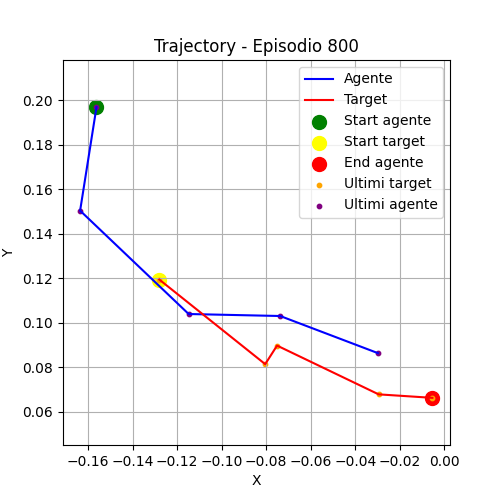 Trajectory - Episodio 800
Agente
Target
Start agente
Start target
End agente
Ultimi target
Ultimi agente
0.20
0.18
0.16
0.14
0.12
0.10
0.08
0.06
Y
−0.16 −0.14 −0.12 −0.10 −0.08 −0.06 −0.04 −0.02 0.00
X